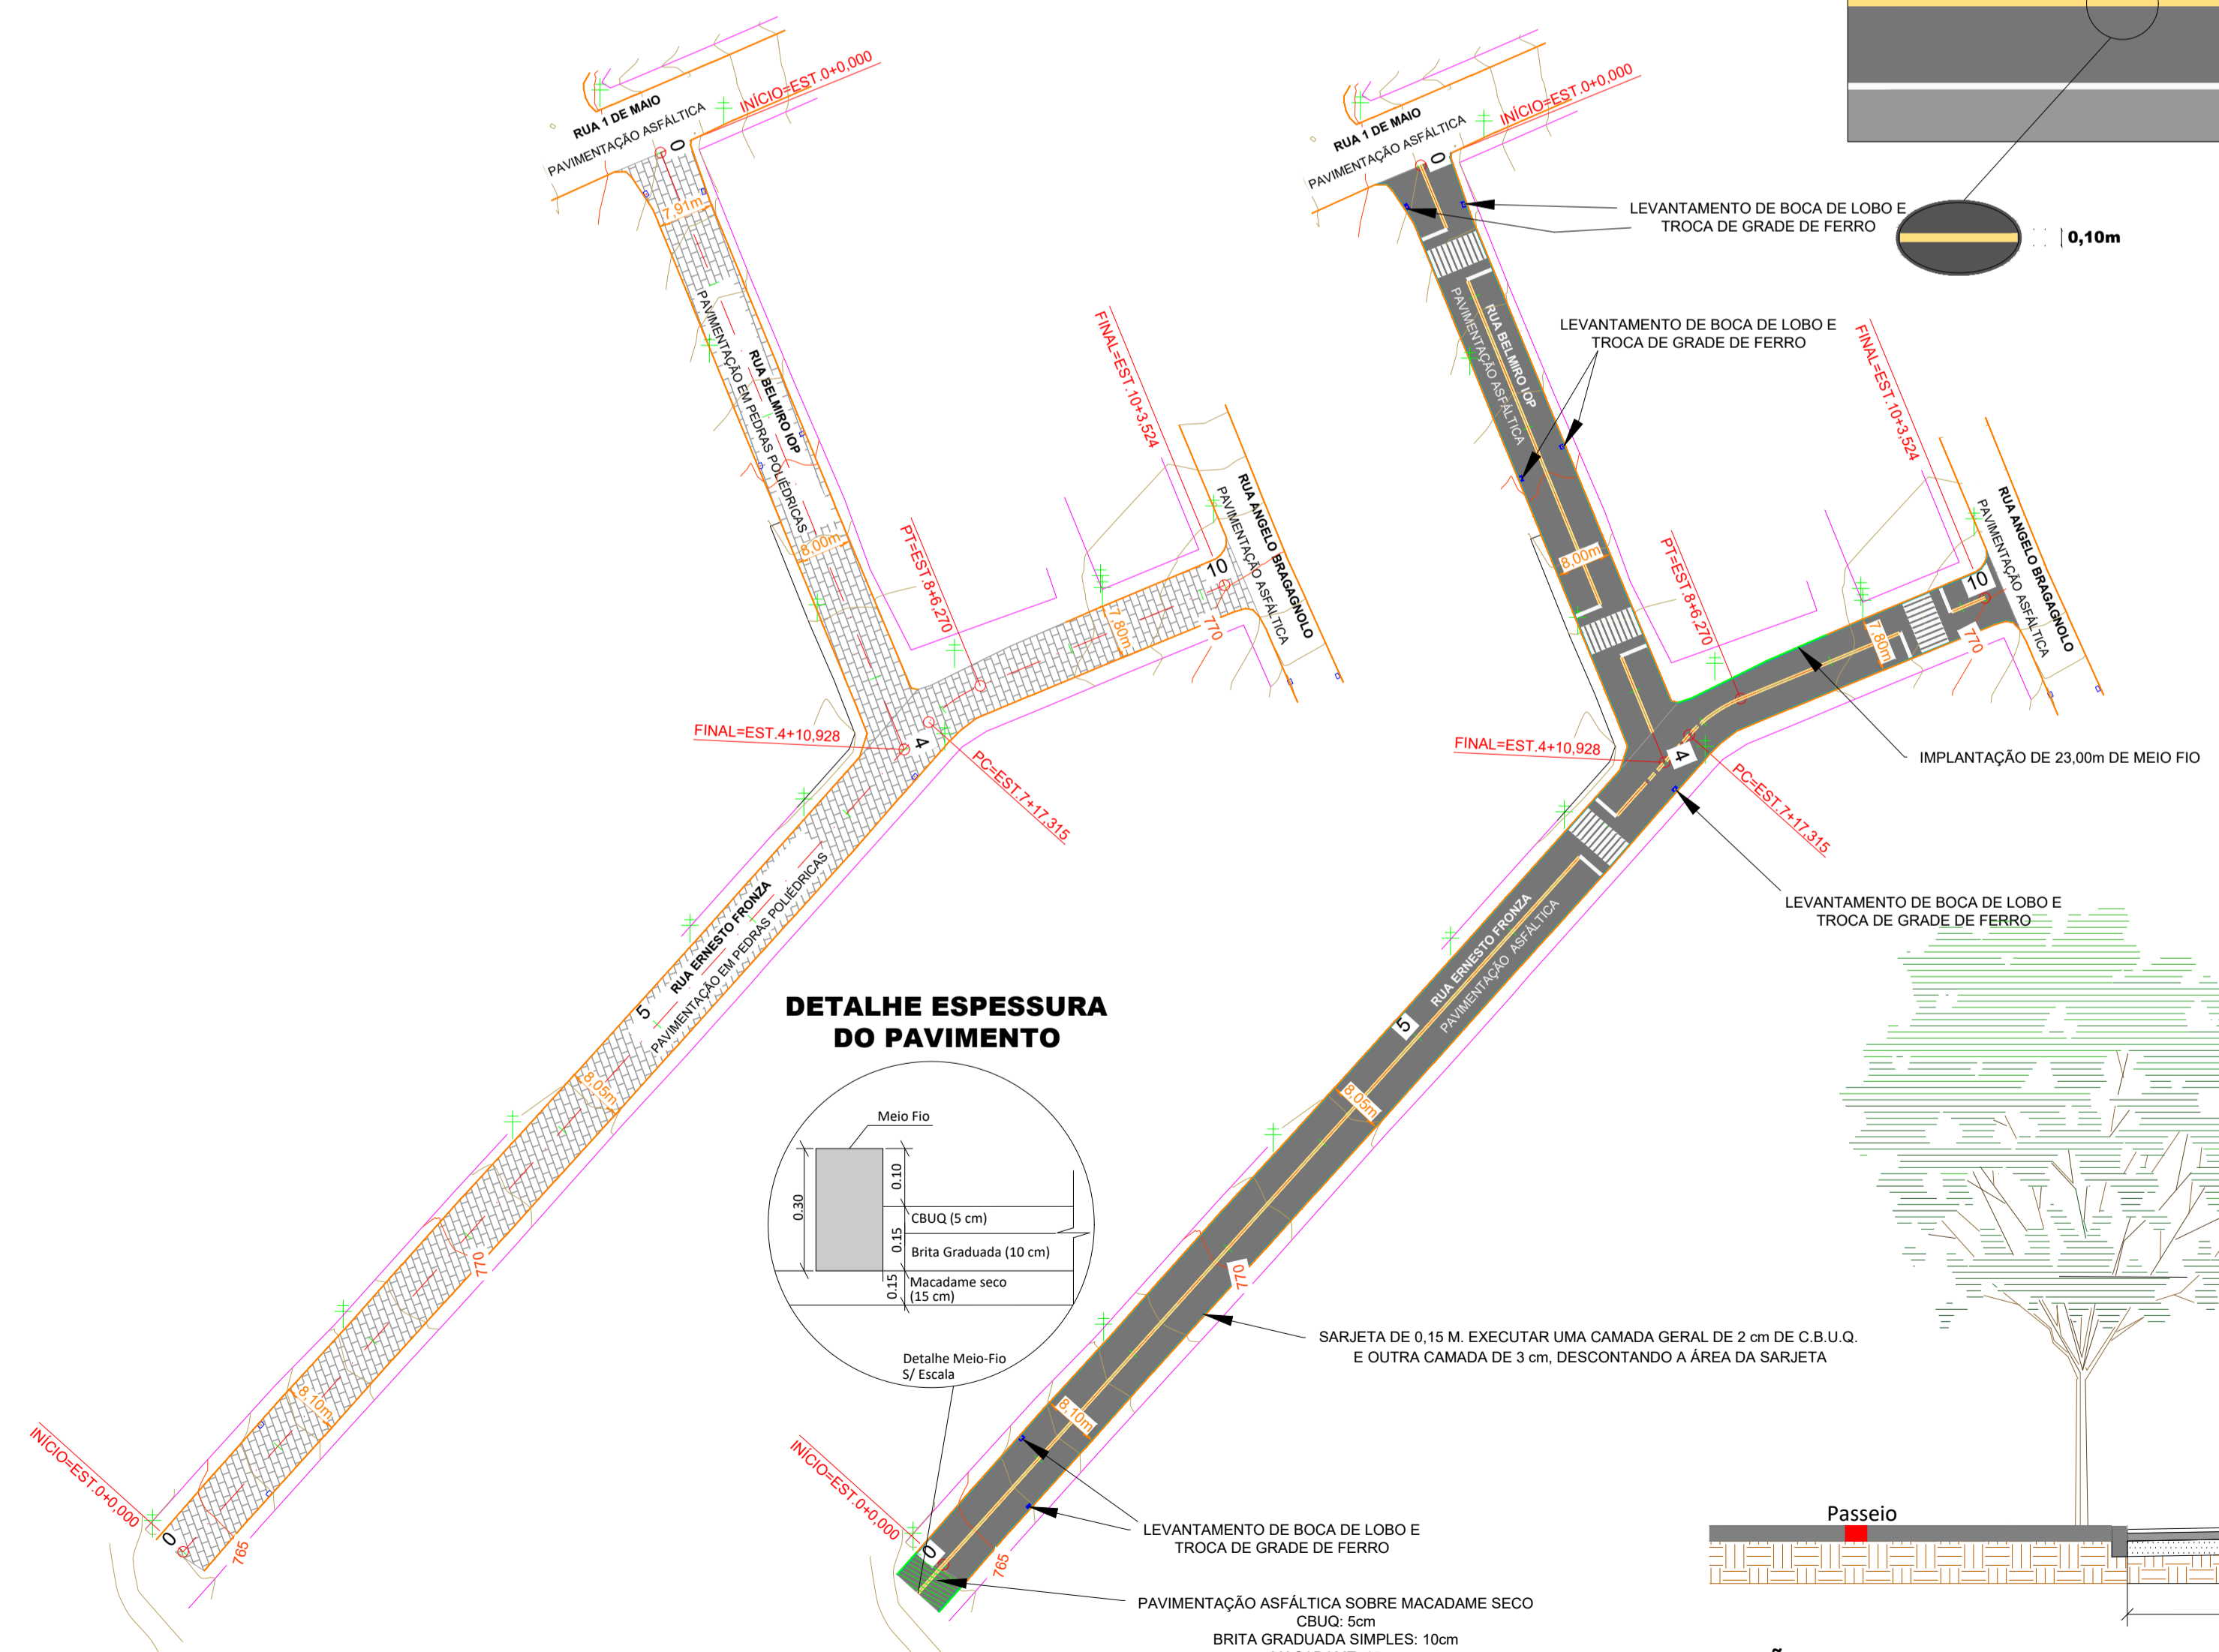 RUA 1 DE MAIO
PAVIMENTAÇÃO ASFÁLTICA
INÍCIO=EST.0+0,000
0
7,91m
PAVIMENTAÇÃO EM PEDRAS POLIÉDRICAS
RUA BELMIRO IOP
8,00m
FINAL=EST.10+3,524
PT=EST.8+6,270
RUA ANGELO BRAGAGNOLO
PAVIMENTAÇÃO ASFÁLTICA
10
7,80m
770
FINAL=EST.4+10,928
4
PC=EST.7+17,315
RUA ERNESTO FRONZA
PAVIMENTAÇÃO EM PEDRAS POLIÉDRICAS
5
8,05m
770
8,10m
INÍCIO=EST.0+0,000
0
765
DETALHE ESPESSURA
DO PAVIMENTO
Meio Fio
0.30
0.10
0.15
0.15
CBUQ (5 cm)
Brita Graduada (10 cm)
Macadame seco
(15 cm)
Detalhe Meio-Fio
S/ Escala
RUA 1 DE MAIO
PAVIMENTAÇÃO ASFÁLTICA
INÍCIO=EST.0+0,000
0
LEVANTAMENTO DE BOCA DE LOBO E
TROCA DE GRADE DE FERRO
0,10m
RUA BELMIRO IOP
PAVIMENTAÇÃO ASFÁLTICA
LEVANTAMENTO DE BOCA DE LOBO E
TROCA DE GRADE DE FERRO
8,00m
FINAL=EST.10+3,524
PT=EST.8+6,270
RUA ANGELO BRAGAGNOLO
PAVIMENTAÇÃO ASFÁLTICA
10
7,80m
770
FINAL=EST.4+10,928
4
PC=EST.7+17,315
IMPLANTAÇÃO DE 23,00m DE MEIO FIO
LEVANTAMENTO DE BOCA DE LOBO E
TROCA DE GRADE DE FERRO
RUA ERNESTO FRONZA
PAVIMENTAÇÃO ASFÁLTICA
5
8,05m
770
SARJETA DE 0,15 M. EXECUTAR UMA CAMADA GERAL DE 2 cm DE C.B.U.Q.
E OUTRA CAMADA DE 3 cm, DESCONTANDO A ÁREA DA SARJETA
8,10m
INÍCIO=EST.0+0,000
0
765
LEVANTAMENTO DE BOCA DE LOBO E
TROCA DE GRADE DE FERRO
PAVIMENTAÇÃO ASFÁLTICA SOBRE MACADAME SECO
CBUQ: 5cm
BRITA GRADUADA SIMPLES: 10cm
Passeio